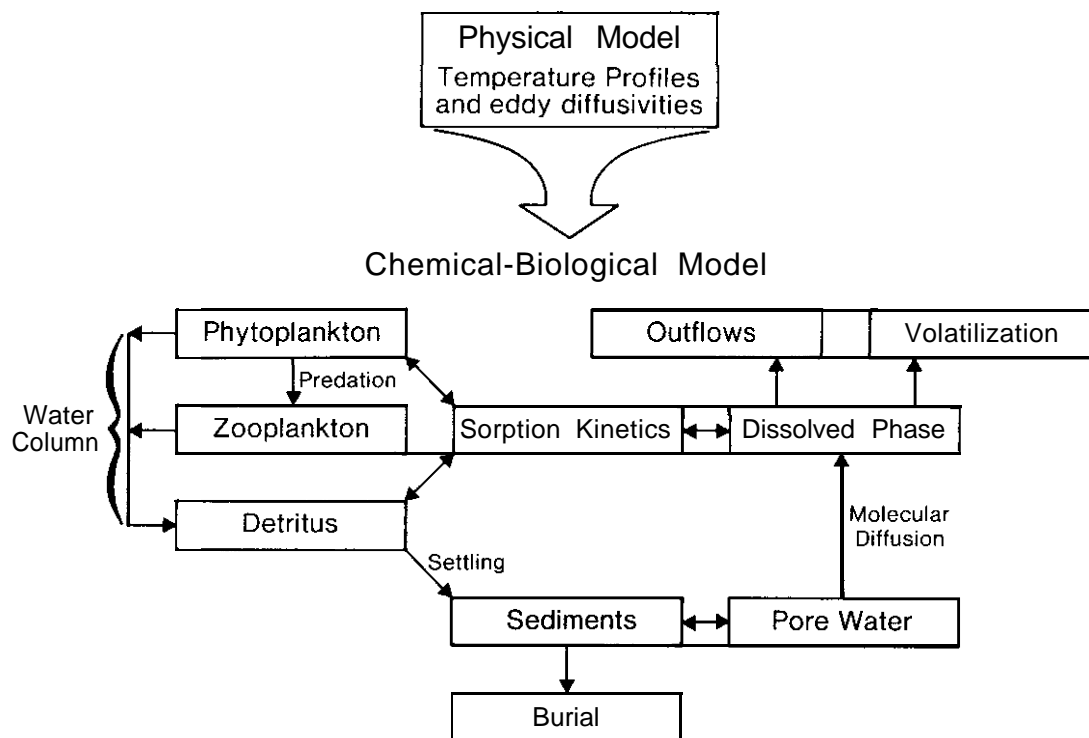 Physical Model
Temperature Profiles
and eddy diffusivities
Chemical-Biological Model
Phytoplankton
Outflows
Volatilization
Predation
Water
Column
Zooplankton
Sorption Kinetics
Dissolved Phase
Detritus
Molecular
Diffusion
Settling
Sediments
Pore Water
Burial